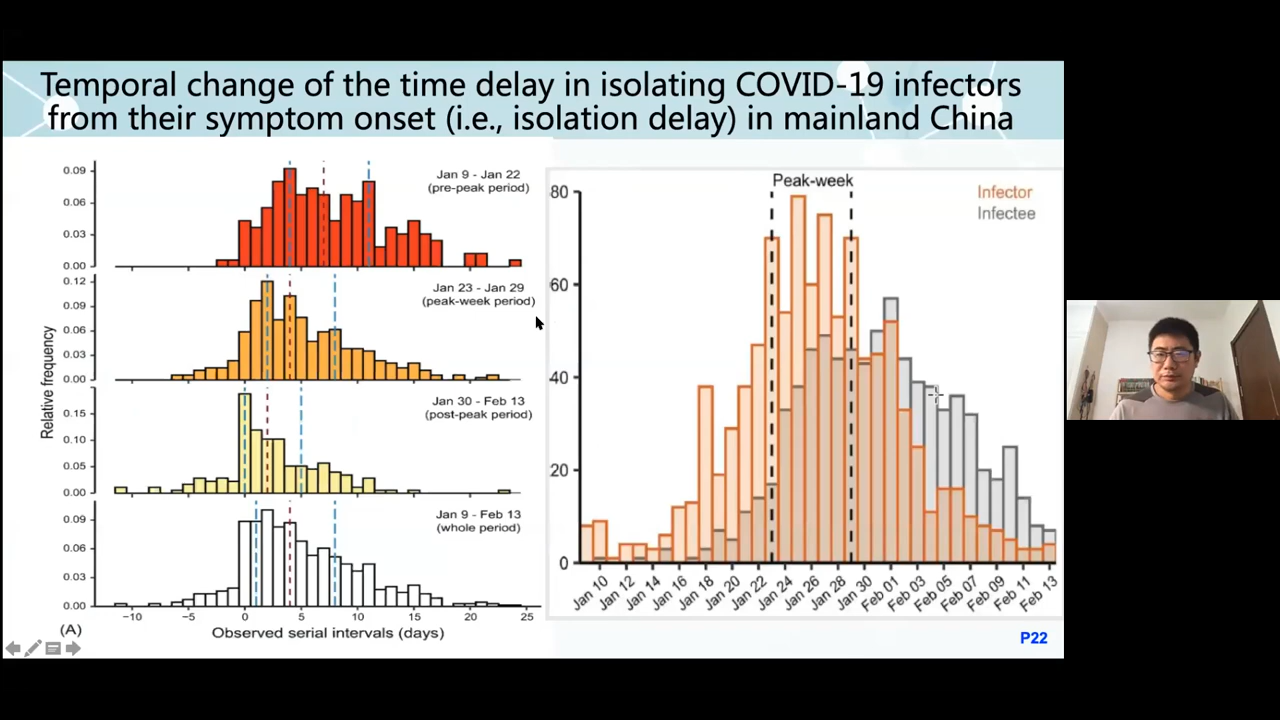 Temporal change of the time delay in isolating COVID-19 infectors
from their symptom onset (i.e., isolation delay) in mainland China
Relative frequency
0.09
0.06
0.03
0.00
Jan 9 - Jan 22
(pre-peak period)
0.12
0.09
0.06
0.03
0.00
Jan 23 - Jan 29
(peak-week period)
0.15
0.10
0.05
0.00
Jan 30 - Feb 13
(post-peak period)
0.09
0.06
0.03
0.00
Jan 9 - Feb 13
(whole period)
−10 −5 0 5 10 15 20 25
(A)
Observed serial intervals (days)
Peak-week
Infector
Infectee
80
60
40
20
0
Jan 10 Jan 12 Jan 14 Jan 16 Jan 18 Jan 20 Jan 22 Jan 24 Jan 26 Jan 28 Jan 30 Feb 01 Feb 03 Feb 05 Feb 07 Feb 09 Feb 11 Feb 13
P22